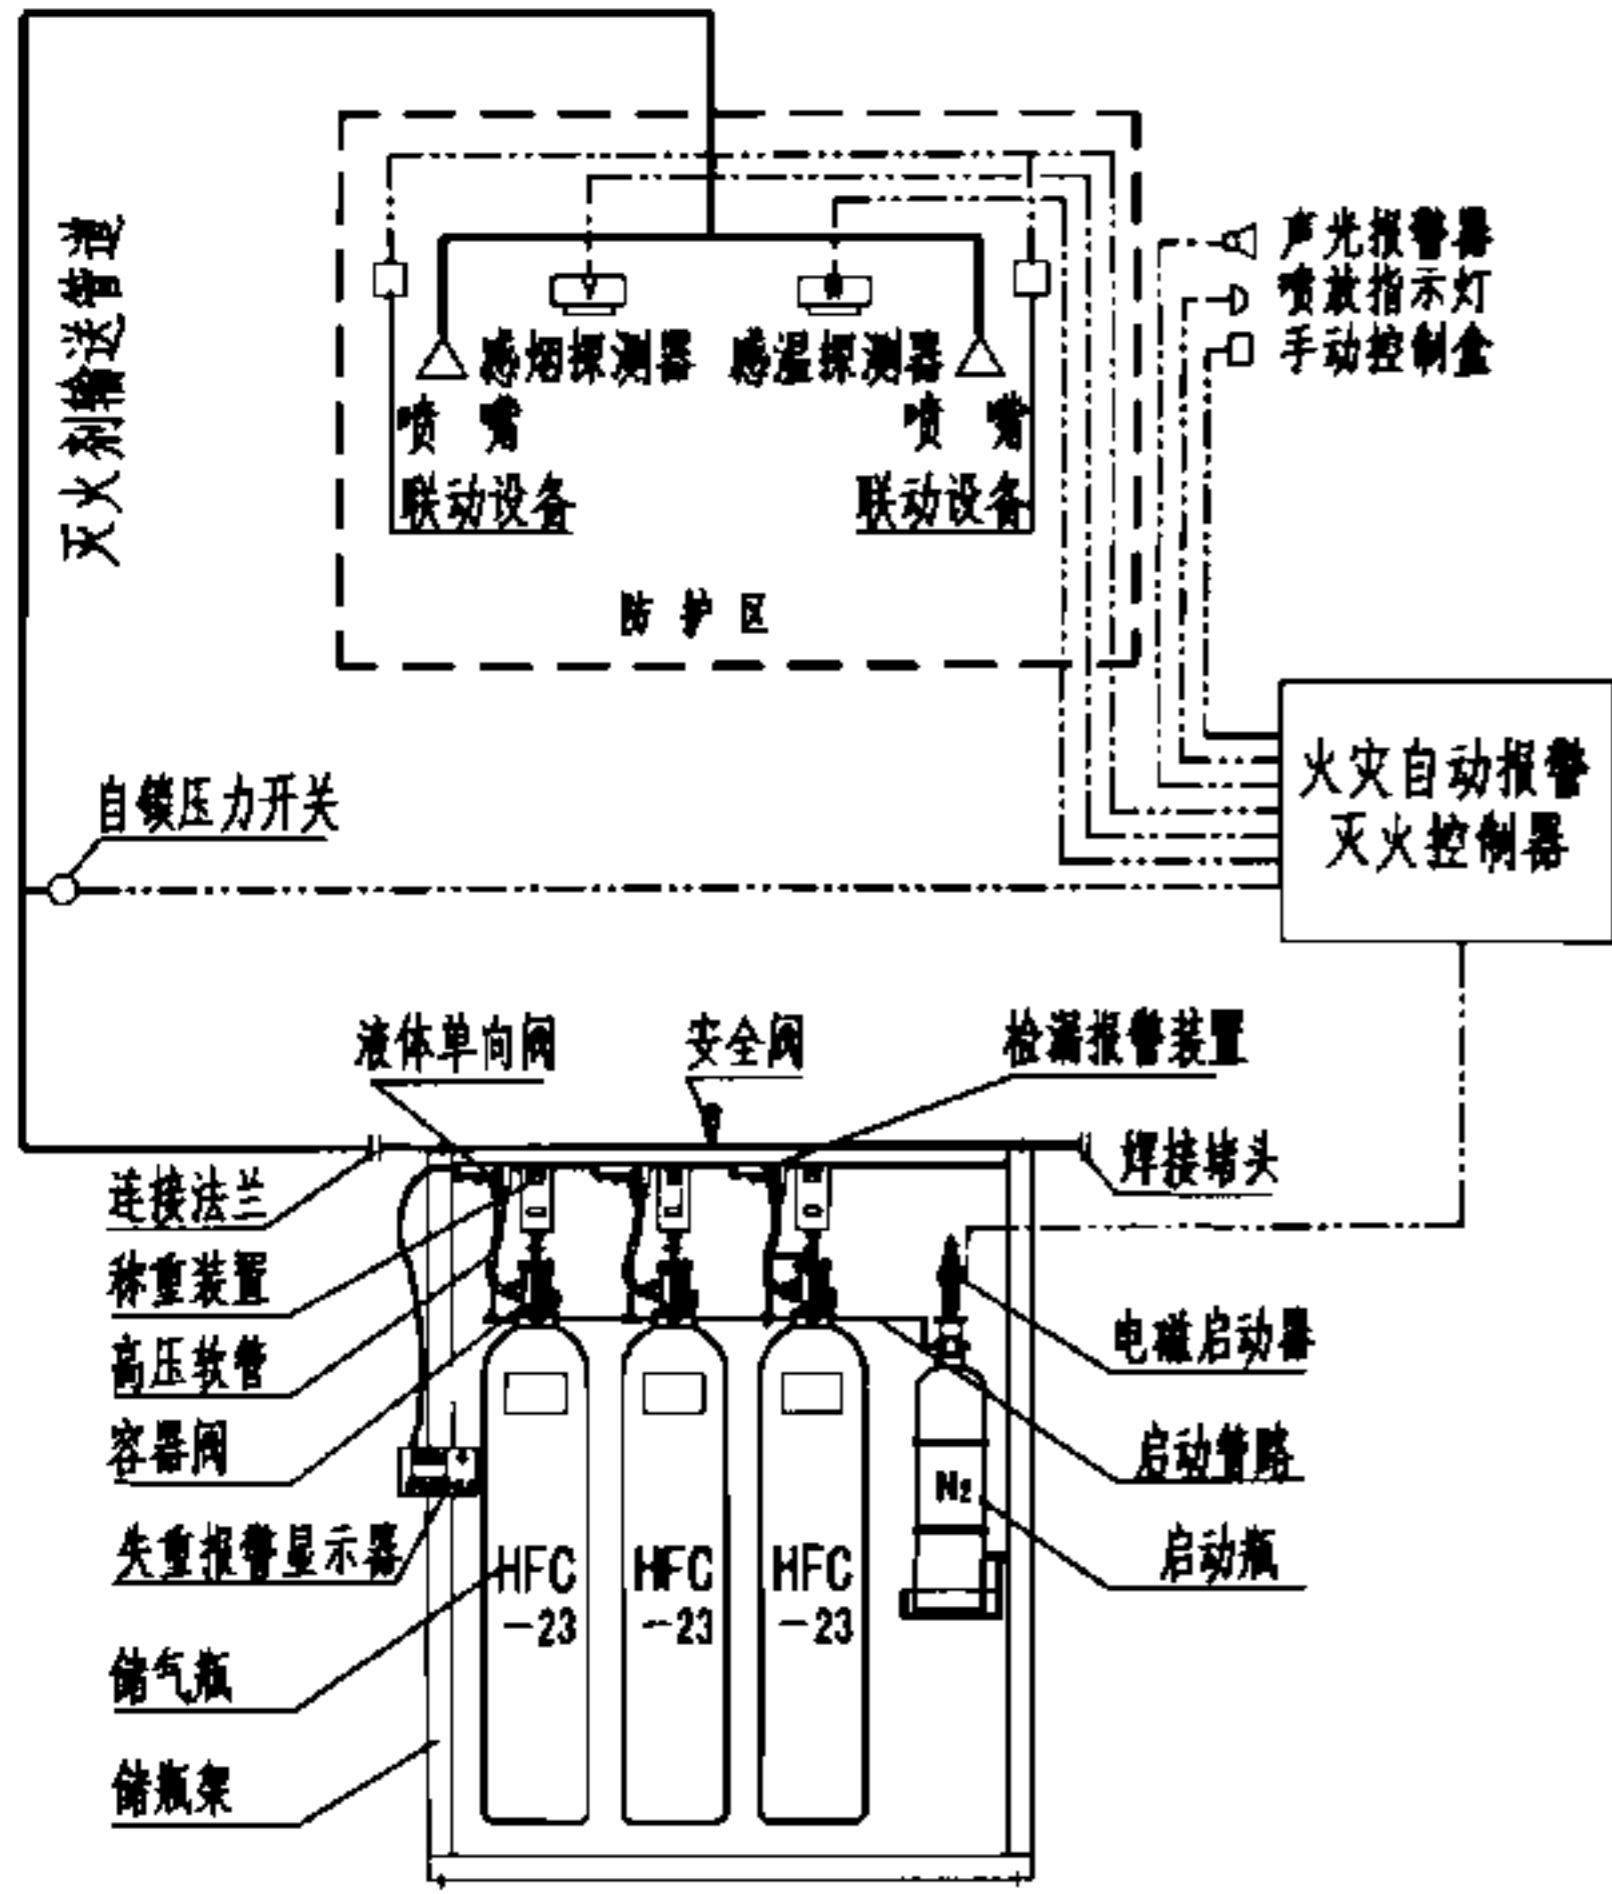 灭火剂输送管道
声光报警器
喷放指示灯
手动控制盒
感烟探测器
感温探测器
喷 嘴
喷 嘴
联动设备
联动设备
防 护 区
火灾自动报警
灭火控制器
自锁压力开关
液体单向阀
安全阀
检漏报警装置
连接法兰
焊接堵头
称重装置
高压软管
容器阀
失重报警显示器
储气瓶
储瓶架
电磁启动器
启动管路
启动瓶
N2
HFC
-23
HFC
-23
HFC
-23